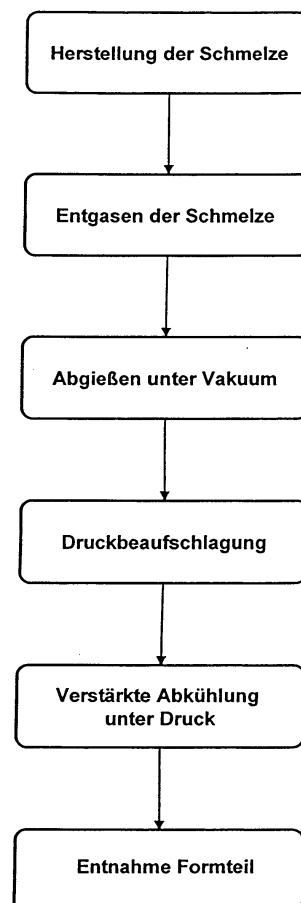 Herstellung der Schmelze
Entgasen der Schmelze
Abgießen unter Vakuum
Druckbeaufschlagung
Verstärkte Abkühlung
unter Druck
Entnahme Formteil